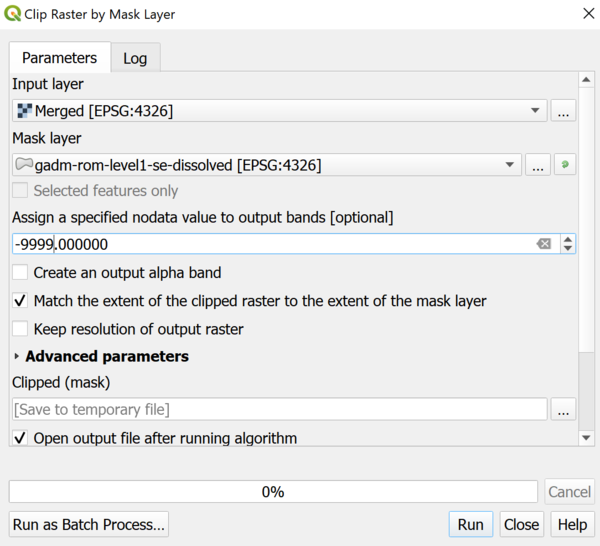 Clip Raster by Mask Layer
Parameters Log
Input layer
Merged [EPSG:4326] ...
Mask layer
gadm-rom-level1-se-dissolved [EPSG:4326] ...
Selected features only
Assign a specified nodata value to output bands [optional]
-9999.000000
Create an output alpha band
Match the extent of the clipped raster to the extent of the mask layer
Keep resolution of output raster
Advanced parameters
Clipped (mask)
[Save to temporary file] ...
Open output file after running algorithm
0% Cancel
Run as Batch Process... Run Close Help